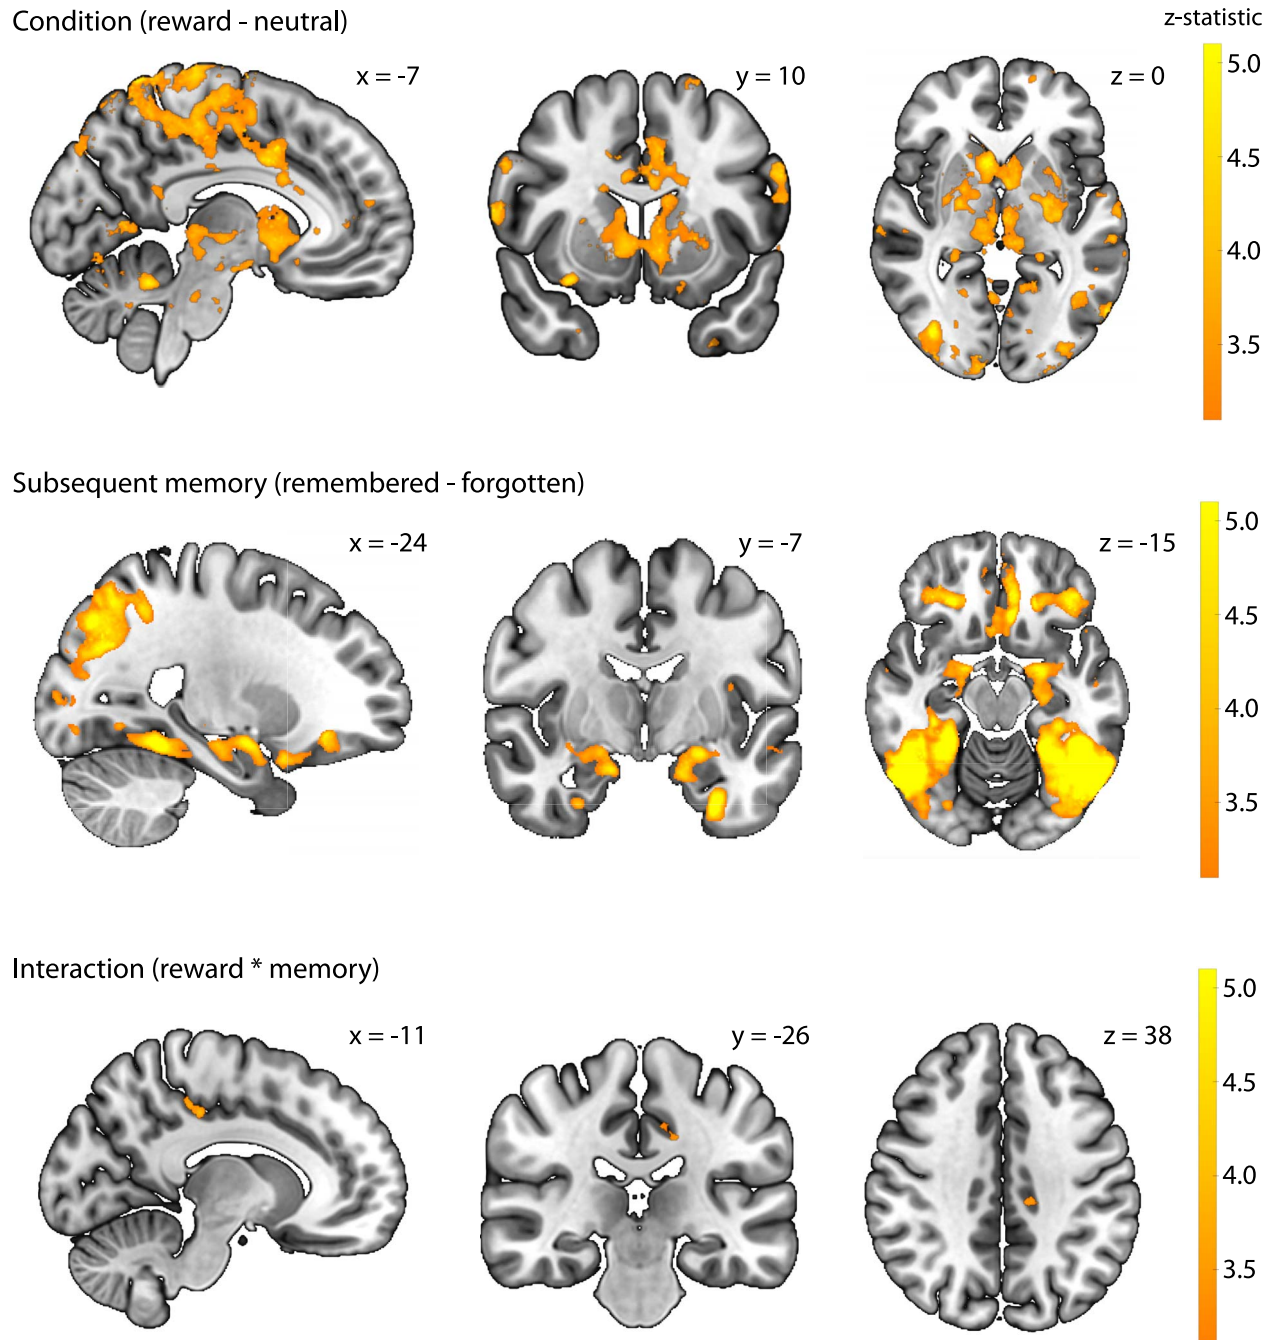 Condition (reward - neutral)
z-statistic
x = -7
y = 10
z = 0
5.0
4.5
4.0
3.5
Subsequent memory (remembered - forgotten)
x = -24
y = -7
z = -15
5.0
4.5
4.0
3.5
Interaction (reward * memory)
x = -11
y = -26
z = 38
5.0
4.5
4.0
3.5